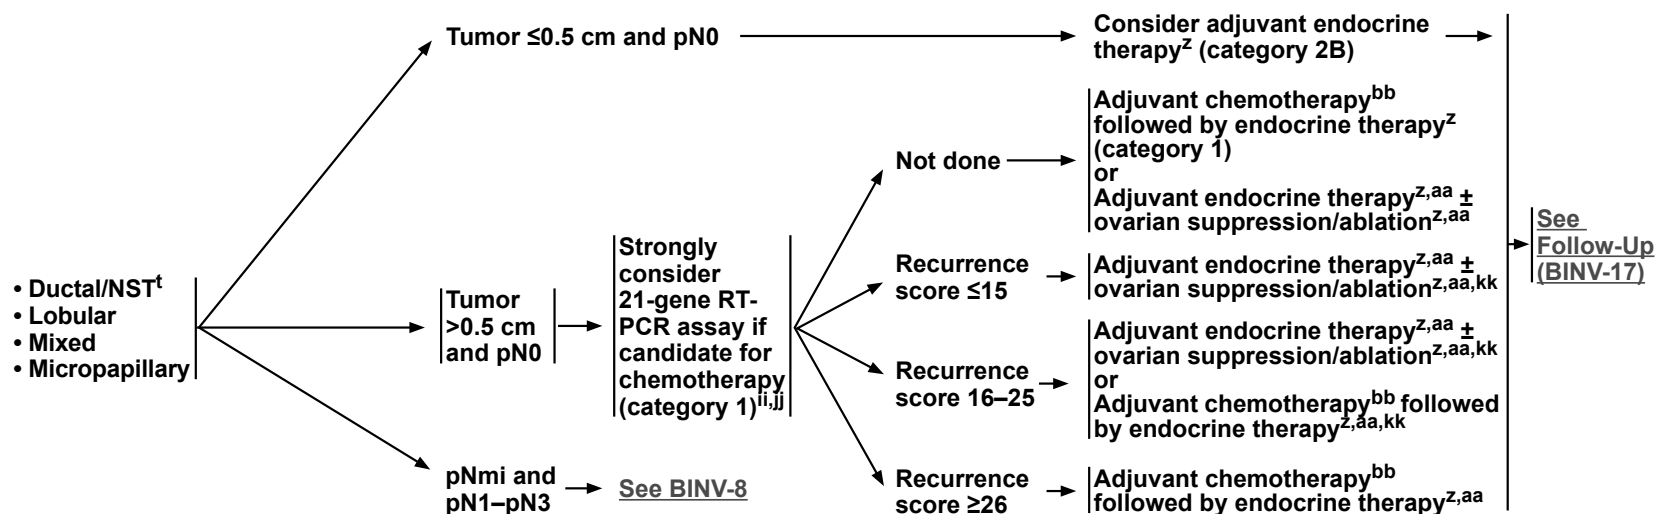 • Ductal/NSTᵗ
• Lobular
• Mixed
• Micropapillary
Tumor ≤0.5 cm and pN0
Consider adjuvant endocrine
therapyᶻ (category 2B)
Tumor
>0.5 cm
and pN0
Strongly
consider
21-gene RT-
PCR assay if
candidate for
chemotherapy
(category 1)ⁱⁱ,ʲʲ
Not done
Adjuvant chemotherapyᵇᵇ
followed by endocrine therapyᶻ
(category 1)
or
Adjuvant endocrine therapyᶻ,ᵃᵃ ±
ovarian suppression/ablationᶻ,ᵃᵃ
Recurrence
score ≤15
Adjuvant endocrine therapyᶻ,ᵃᵃ ±
ovarian suppression/ablationᶻ,ᵃᵃ,ᵏᵏ
Recurrence
score 16–25
Adjuvant endocrine therapyᶻ,ᵃᵃ ±
ovarian suppression/ablationᶻ,ᵃᵃ,ᵏᵏ
or
Adjuvant chemotherapyᵇᵇ followed
by endocrine therapyᶻ,ᵃᵃ,ᵏᵏ
Recurrence
score ≥26
Adjuvant chemotherapyᵇᵇ
followed by endocrine therapyᶻ,ᵃᵃ
pNmi and
pN1–pN3
See BINV-8
See
Follow-Up
(BINV-17)